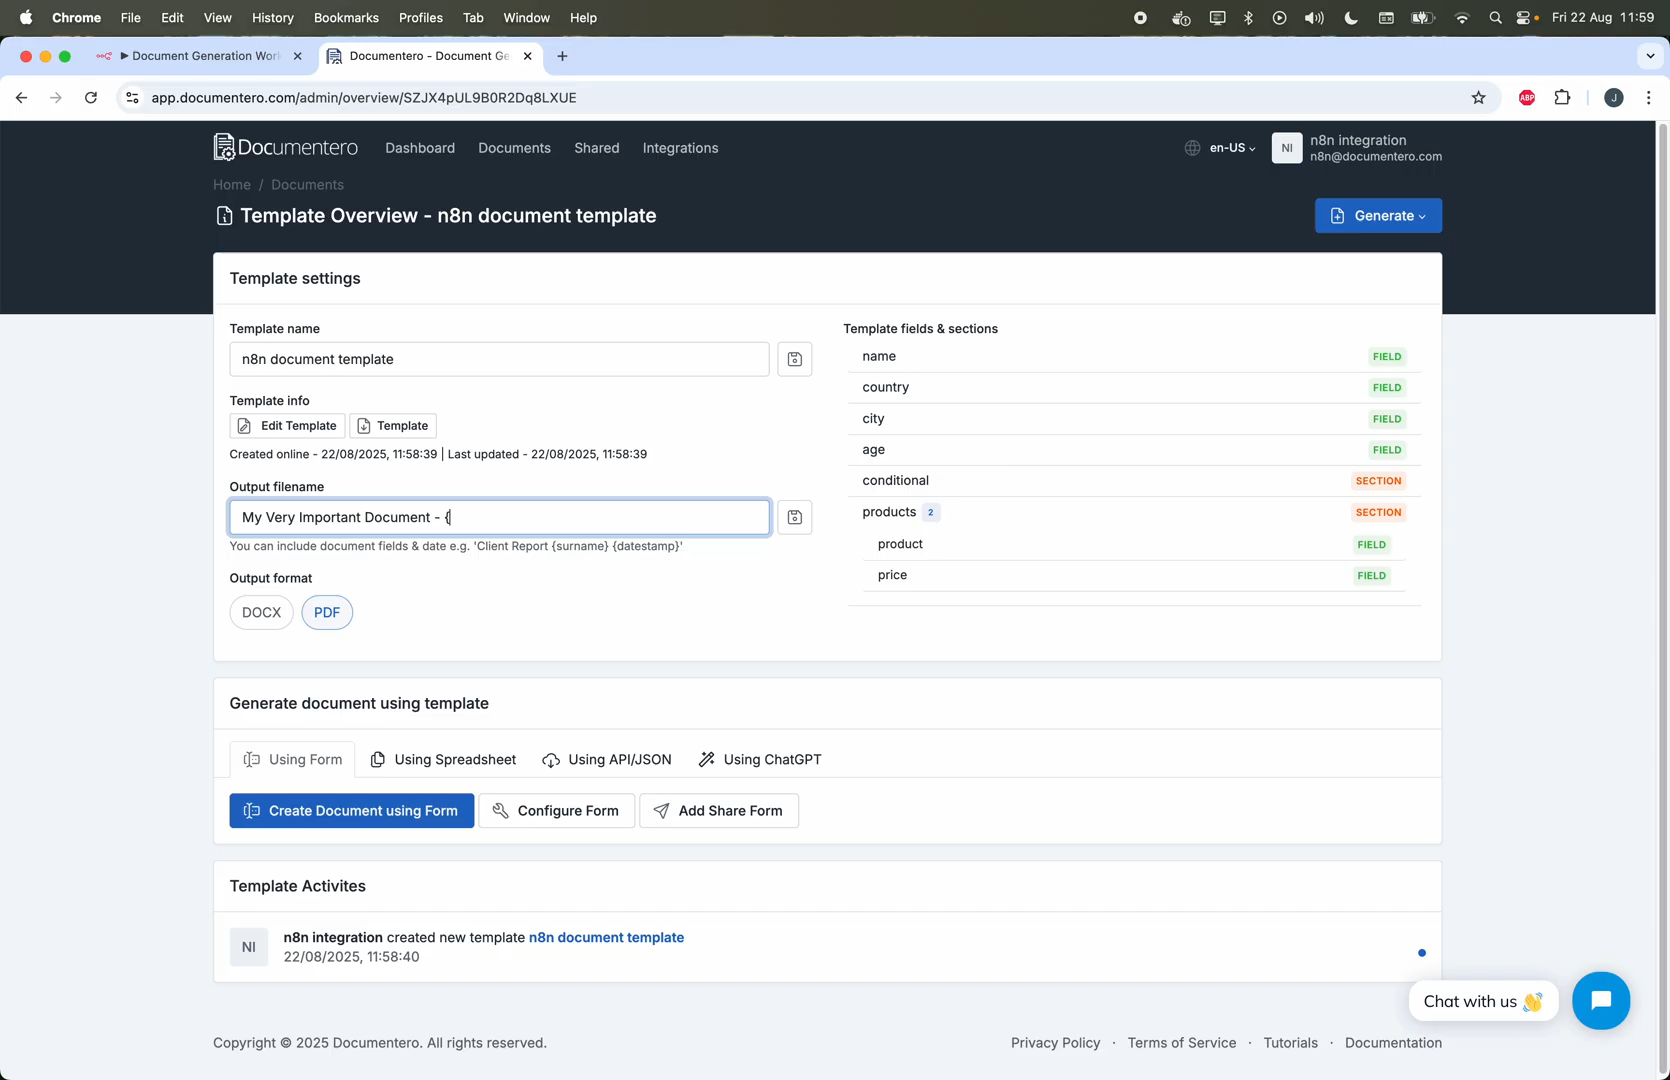 Chrome File Edit View History Bookmarks Profiles Tab Window Help Fri 22 Aug 11:59
▶ Document Generation Wor
Documentero - Document Ge
app.documentero.com/admin/overview/SZJX4pUL9B0R2Dq8LXUE
ABP
J
Documentero Dashboard Documents Shared Integrations
en-US
NI
n8n integration
n8n@documentero.com
Home / Documents
Template Overview - n8n document template
Generate
Template settings
Template name
n8n document template
Template info
Edit Template Template
Created online - 22/08/2025, 11:58:39 | Last updated - 22/08/2025, 11:58:39
Output filename
My Very Important Document - {
You can include document fields & date e.g. 'Client Report {surname} {datestamp}'
Output format
DOCX PDF
Template fields & sections
name FIELD
country FIELD
city FIELD
age FIELD
conditional SECTION
products 2 SECTION
product FIELD
price FIELD
Generate document using template
Using Form Using Spreadsheet Using API/JSON Using ChatGPT
Create Document using Form Configure Form Add Share Form
Template Activites
NI
n8n integration created new template n8n document template
22/08/2025, 11:58:40
Chat with us 👋
Copyright © 2025 Documentero. All rights reserved.
Privacy Policy · Terms of Service · Tutorials · Documentation